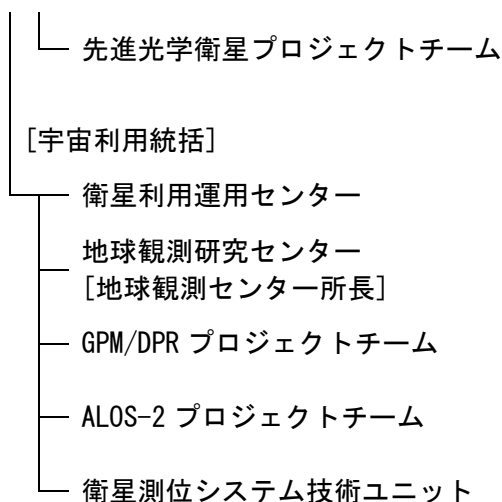 先進光学衛星プロジェクトチーム
[宇宙利用統括]
衛星利用運用センター
地球観測研究センター
[地球観測センター所長]
GPM/DPR プロジェクトチーム
ALOS-2 プロジェクトチーム
衛星測位システム技術ユニット